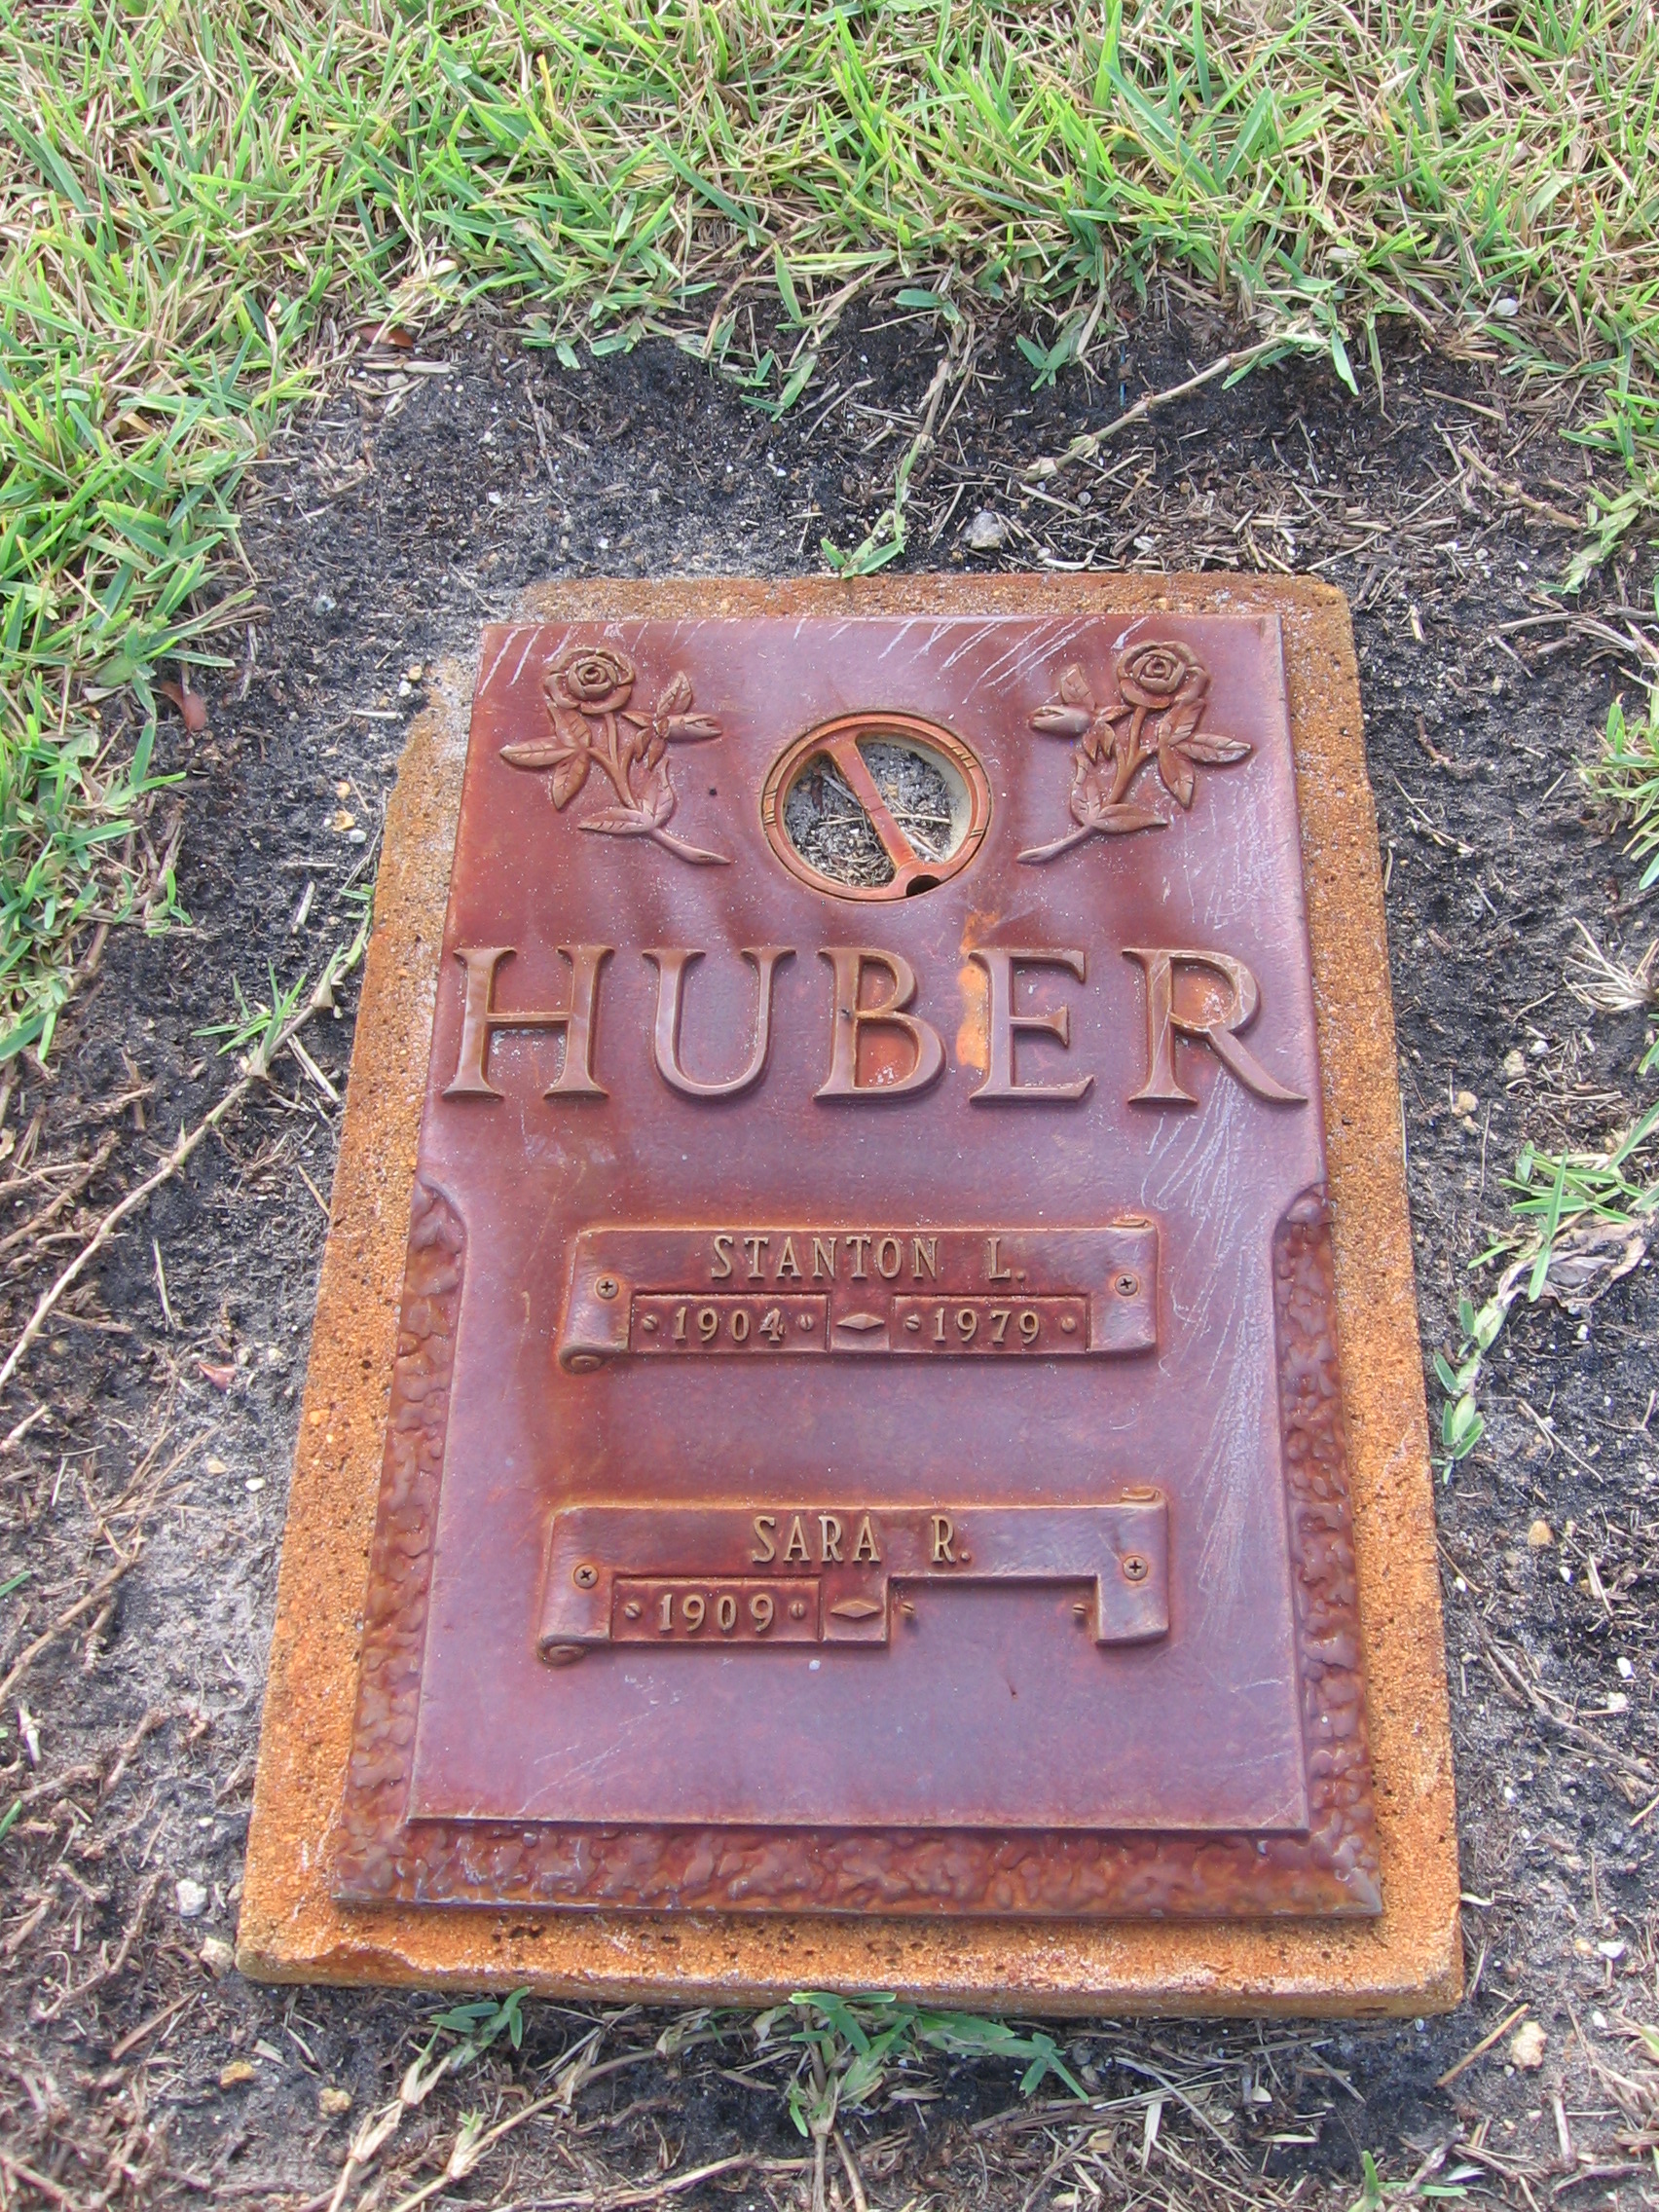 HUBER
STANTON L.
1904 1979
SARA R.
1909